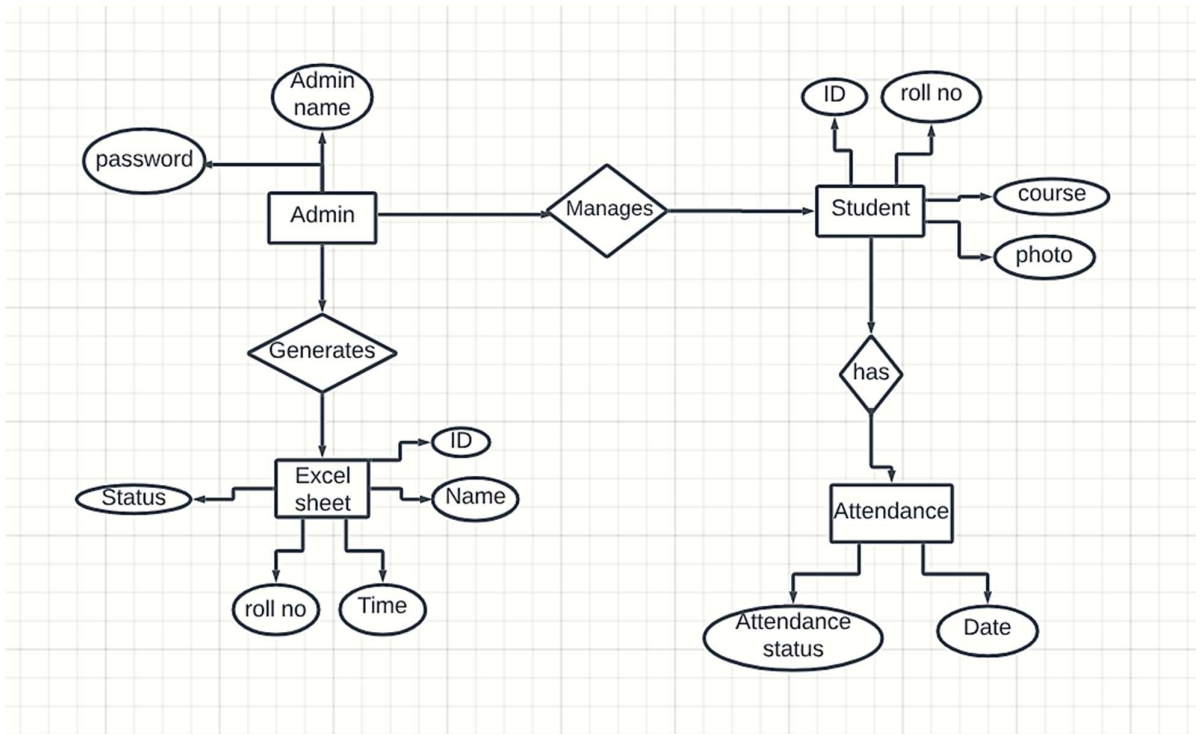 Admin
name
ID
roll no
password
Admin
Manages
Student
course
photo
Generates
has
ID
Excel
sheet
Status
Name
Attendance
roll no
Time
Attendance
status
Date